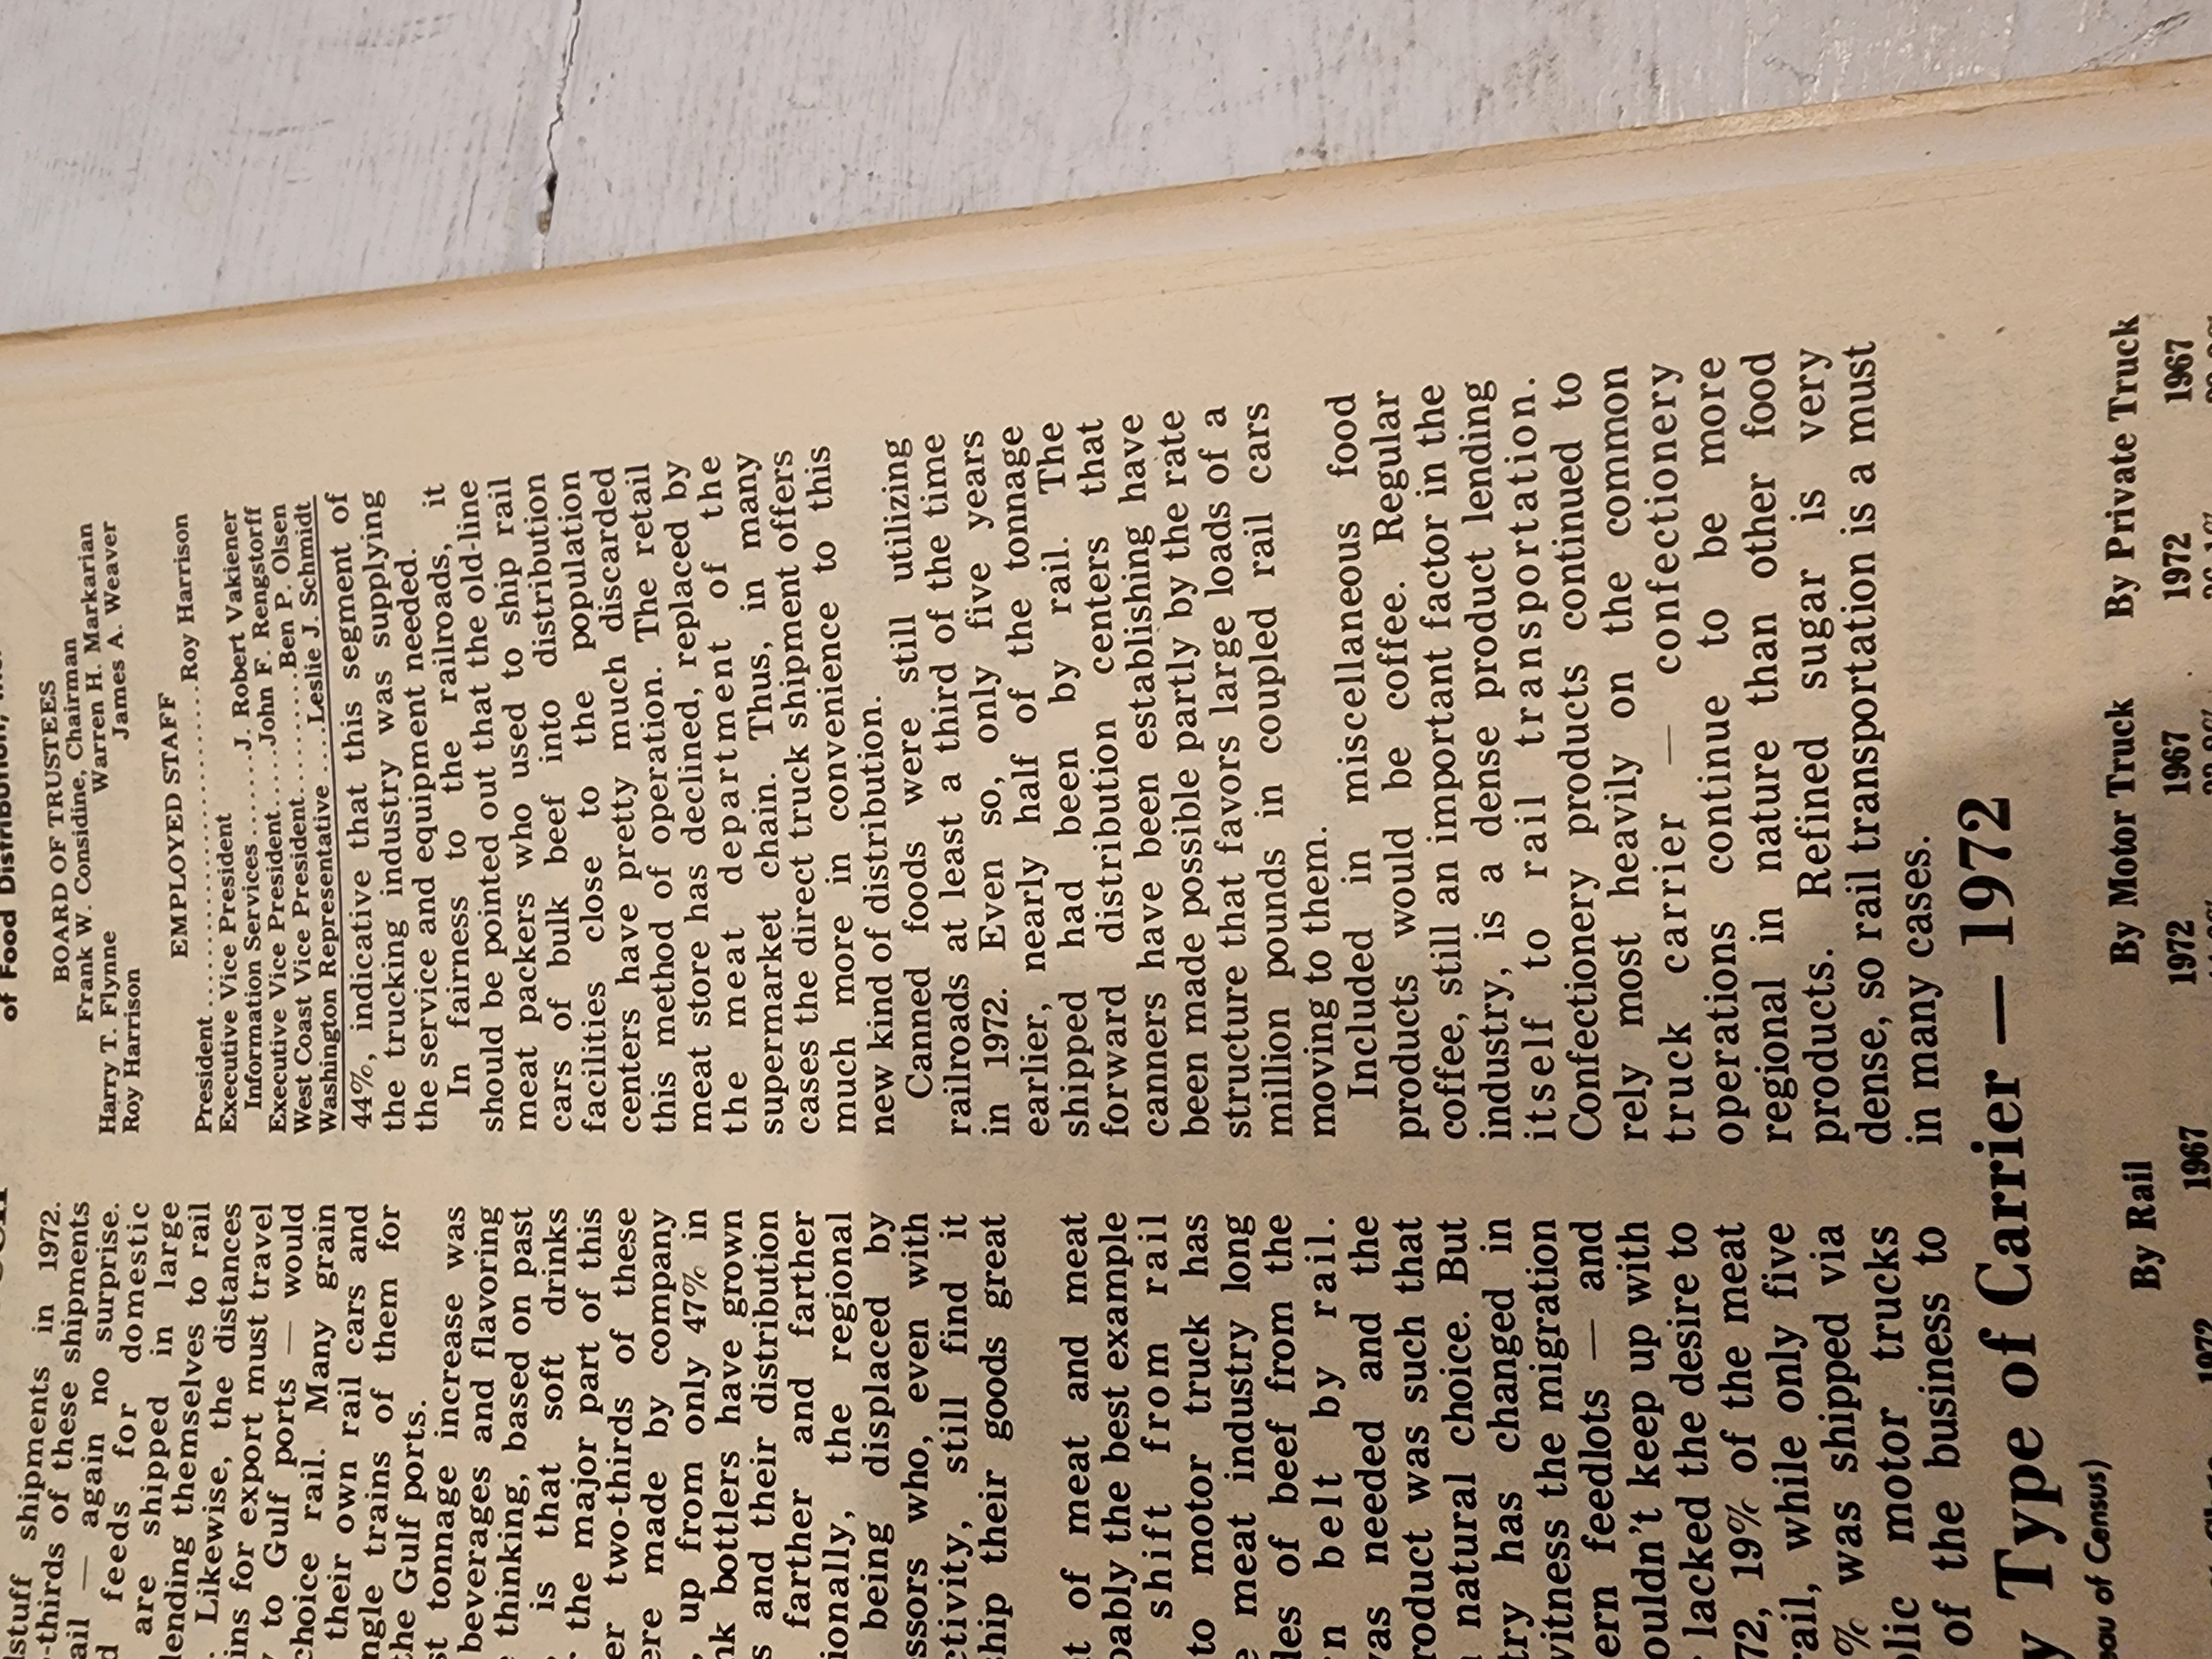 of Food Distribution,
BOARD OF TRUSTEES
Frank W. Considine, Chairman
Harry T. Flynne Warren H. Markarian
Roy Harrison James A. Weaver
EMPLOYED STAFF
President Roy Harrison
Executive Vice President
Information Services J. Robert Vakiener
Executive Vice President John F. Rengstorff
West Coast Vice President Ben P. Olsen
Washington Representative Leslie J. Schmidt
shipments in 1972.
-thirds of these shipments
ail — again no surprise.
feeds for domestic
are shipped in large
lending themselves to rail
Likewise, the distances
ins for export must travel
to Gulf ports — would
choice rail. Many grain
their own rail cars and
ngle trains of them for
the Gulf ports.
st tonnage increase was
beverages and flavoring
thinking, based on past
is that soft drinks
the major part of this
er two-thirds of these
ere made by company
up from only 47% in
nk bottlers have grown
s and their distribution
farther and farther
ionally, the regional
being displaced by
ssors who, even with
ctivity, still find it
ship their goods great
of meat and meat
bably the best example
shift from rail
to motor truck has
e meat industry long
des of beef from the
n belt by rail.
was needed and the
roduct was such that
natural choice. But
try has changed in
witness the migration
ern feedlots — and
ouldn't keep up with
lacked the desire to
72, 19% of the meat
rail, while only five
% was shipped via
blic motor trucks
of the business to
44%, indicative that this segment of
the trucking industry was supplying
the service and equipment needed.
In fairness to the railroads, it
should be pointed out that the old-line
meat packers who used to ship rail
cars of bulk beef into distribution
facilities close to the population
centers have pretty much discarded
this method of operation. The retail
meat store has declined, replaced by
the meat department of the
supermarket chain. Thus, in many
cases the direct truck shipment offers
much more in convenience to this
new kind of distribution.
Canned foods were still utilizing
railroads at least a third of the time
in 1972. Even so, only five years
earlier, nearly half of the tonnage
shipped had been by rail. The
forward distribution centers that
canners have been establishing have
been made possible partly by the rate
structure that favors large loads of a
million pounds in coupled rail cars
moving to them.
Included in miscellaneous food
products would be coffee. Regular
coffee, still an important factor in the
industry, is a dense product lending
itself to rail transportation.
Confectionery products continued to
rely most heavily on the common
truck carrier — confectionery
operations continue to be more
regional in nature than other food
products. Refined sugar is very
dense, so rail transportation is a must
in many cases.
y Type of Carrier — 1972
eau of Census)
By Rail By Motor Truck By Private Truck
1972 1967 1972 1967 1972 1967